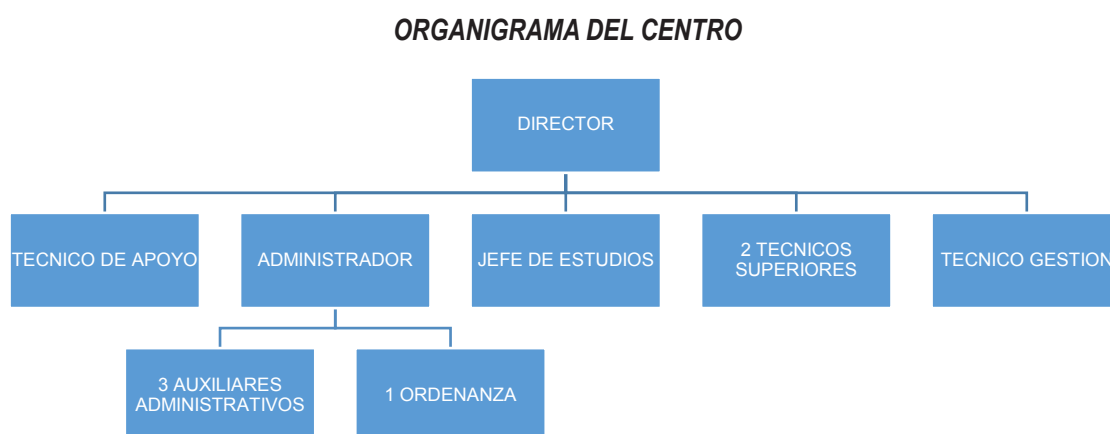 ORGANIGRAMA DEL CENTRO
DIRECTOR
TECNICO DE APOYO
ADMINISTRADOR
JEFE DE ESTUDIOS
2 TECNICOS
SUPERIORES
TECNICO GESTION
3 AUXILIARES
ADMINISTRATIVOS
1 ORDENANZA